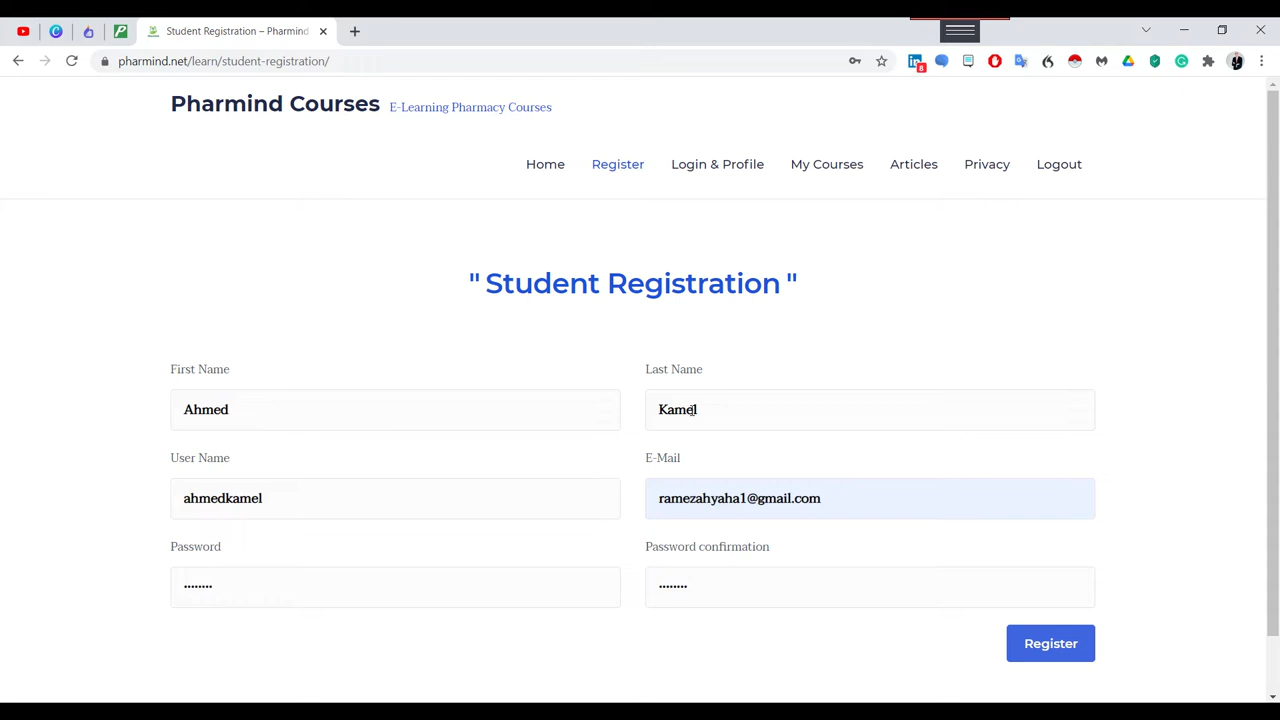 Student Registration – Pharmind
pharmind.net/learn/student-registration/
8
Pharmind Courses E-Learning Pharmacy Courses
Home Register Login & Profile My Courses Articles Privacy Logout
" Student Registration "
First Name Last Name
Ahmed Kamel
User Name E-Mail
ahmedkamel ramezahyaha1@gmail.com
Password Password confirmation
•••••••• ••••••••
Register